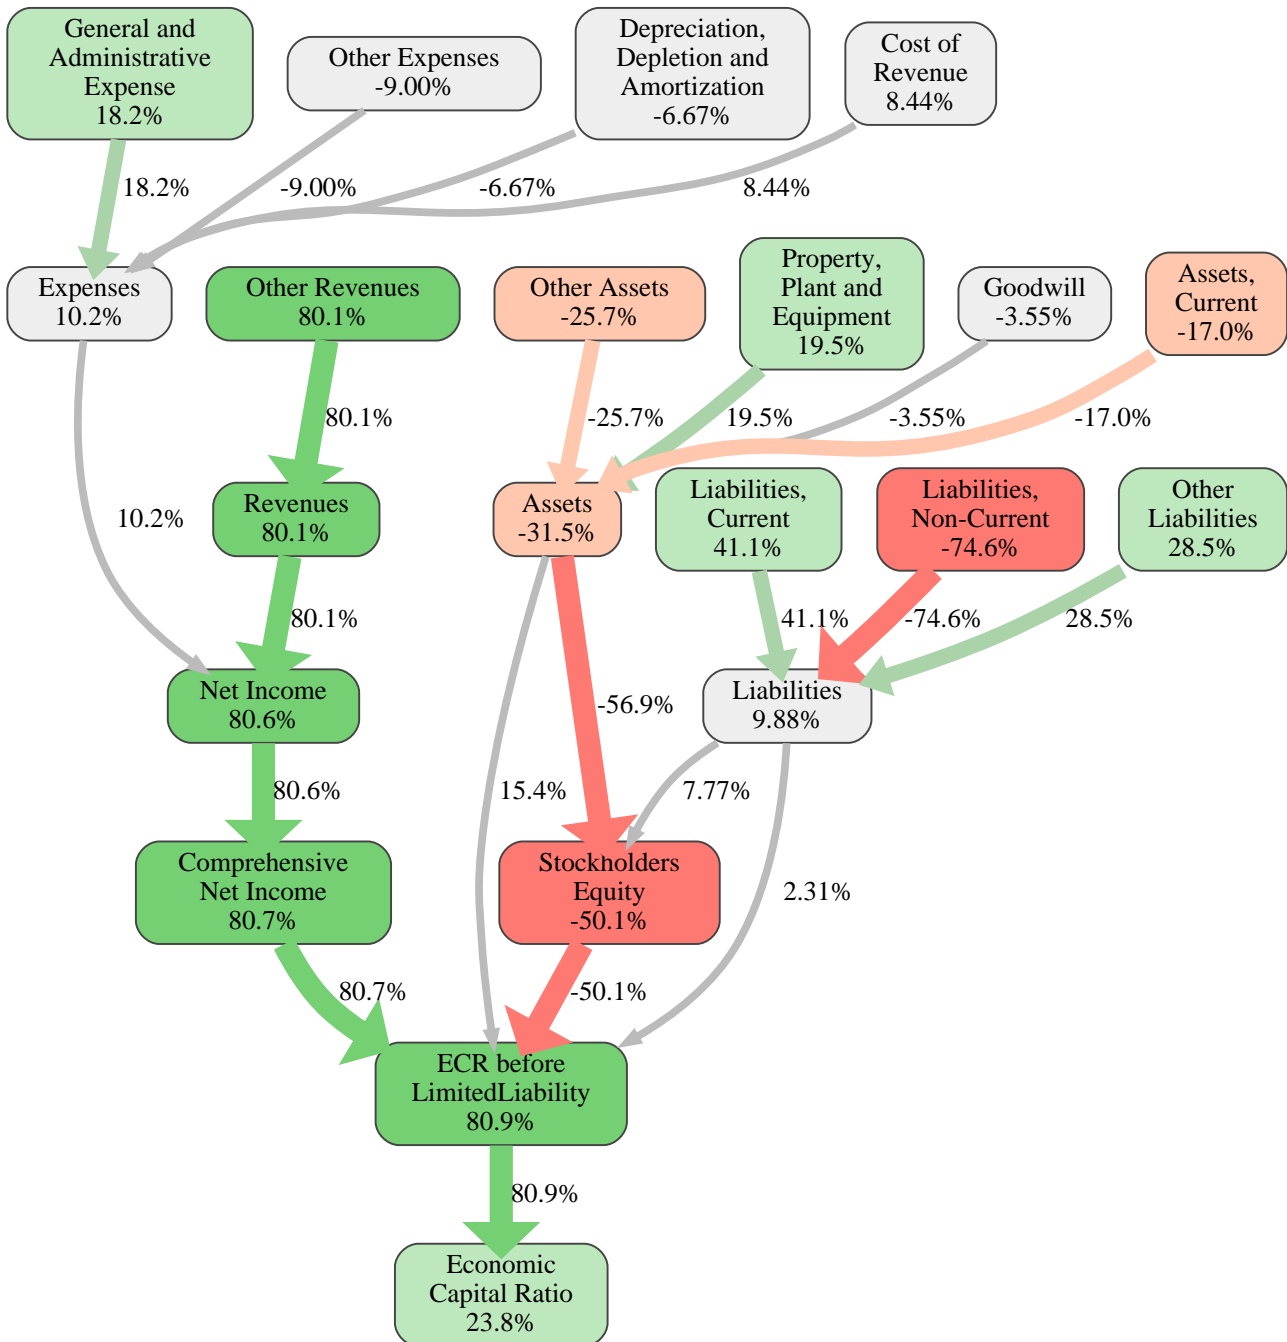 General and
Administrative
Expense
18.2%
Other Expenses
-9.00%
Depreciation,
Depletion and
Amortization
-6.67%
Cost of
Revenue
8.44%
18.2%
-9.00%
-6.67%
8.44%
Expenses
10.2%
Other Revenues
80.1%
Other Assets
-25.7%
Property,
Plant and
Equipment
19.5%
Goodwill
-3.55%
Assets,
Current
-17.0%
80.1%
-25.7%
19.5%
-3.55%
-17.0%
10.2%
Revenues
80.1%
Assets
-31.5%
Liabilities,
Current
41.1%
Liabilities,
Non-Current
-74.6%
Other
Liabilities
28.5%
80.1%
41.1%
-74.6%
28.5%
Net Income
80.6%
-56.9%
Liabilities
9.88%
80.6%
15.4%
7.77%
Comprehensive
Net Income
80.7%
Stockholders
Equity
-50.1%
2.31%
80.7%
-50.1%
ECR before
LimitedLiability
80.9%
80.9%
Economic
Capital Ratio
23.8%